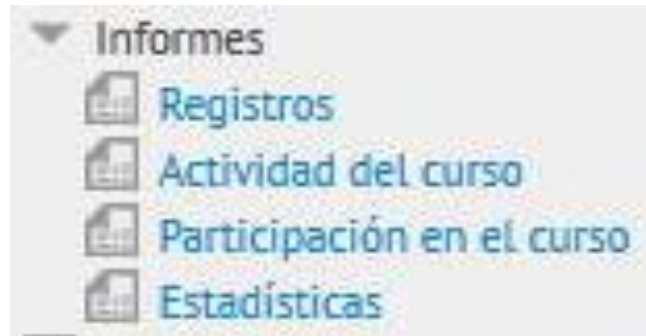 Informes
Registros
Actividad del curso
Participación en el curso
Estadísticas